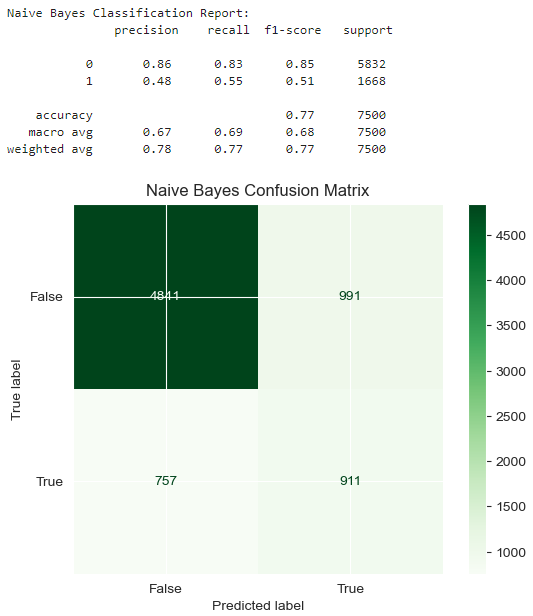 Naive Bayes Classification Report:
precision recall f1-score support
0 0.86 0.83 0.85 5832
1 0.48 0.55 0.51 1668
accuracy 0.77 7500
macro avg 0.67 0.69 0.68 7500
weighted avg 0.78 0.77 0.77 7500
Naive Bayes Confusion Matrix
4500
False 4841 991
4000
3500
True label
3000
2500
2000
True 757 911
1500
1000
False True
Predicted label